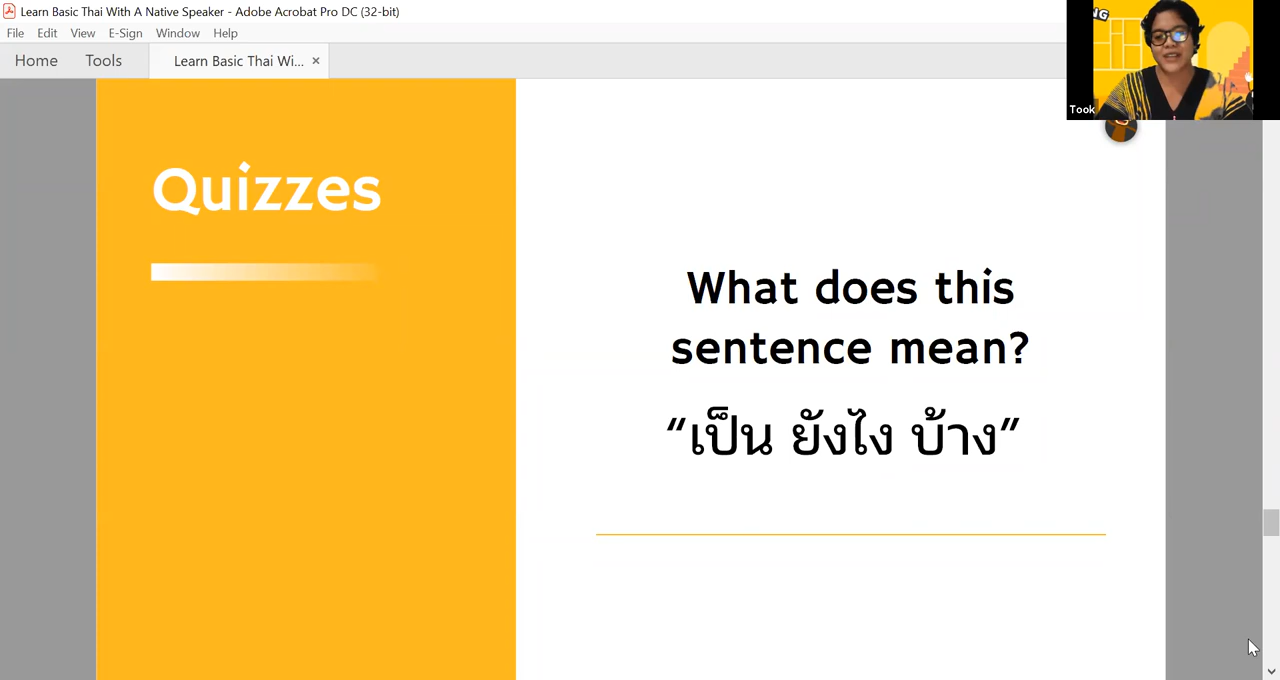 Learn Basic Thai With A Native Speaker - Adobe Acrobat Pro DC (32-bit)
File Edit View E-Sign Window Help
Home Tools Learn Basic Thai Wi... ×
NG
Took
Quizzes
What does this
sentence mean?
“เป็น ยังไง บ้าง”